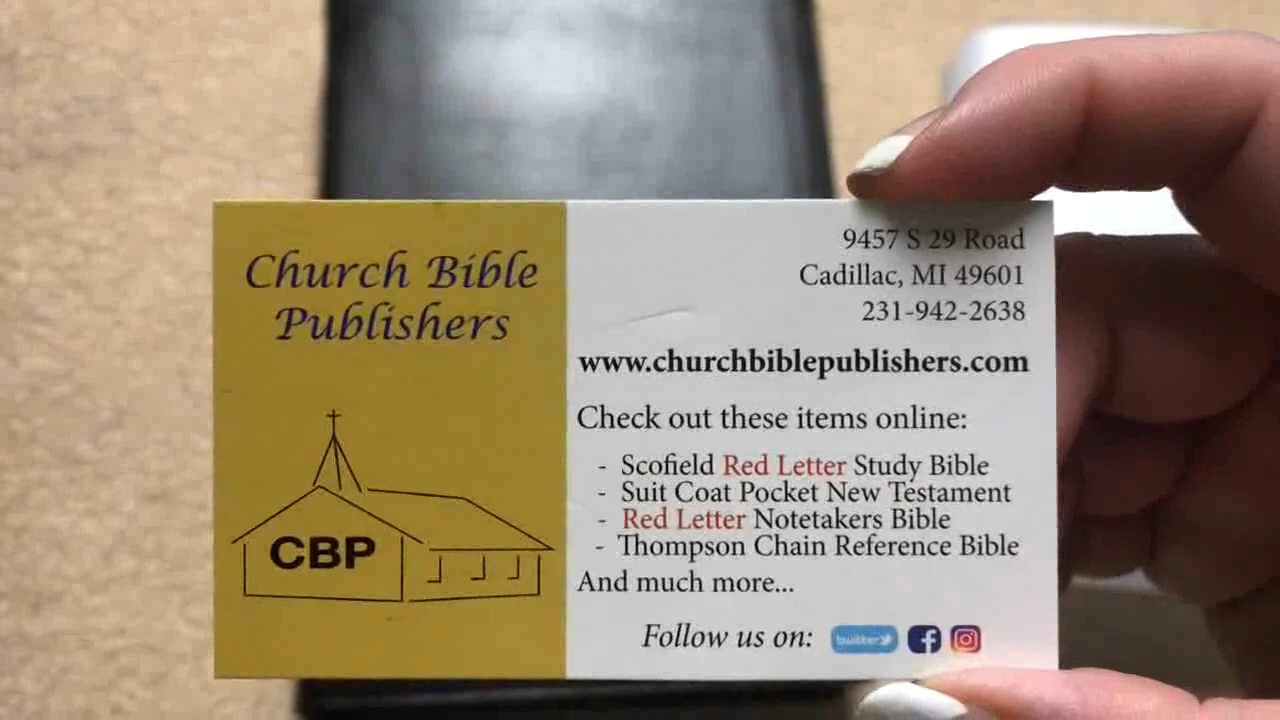 Church Bible
Publishers
CBP
9457 S 29 Road
Cadillac, MI 49601
231-942-2638
www.churchbiblepublishers.com
Check out these items online:
- Scofield Red Letter Study Bible
- Suit Coat Pocket New Testament
- Red Letter Notetakers Bible
- Thompson Chain Reference Bible
And much more...
Follow us on: twitter